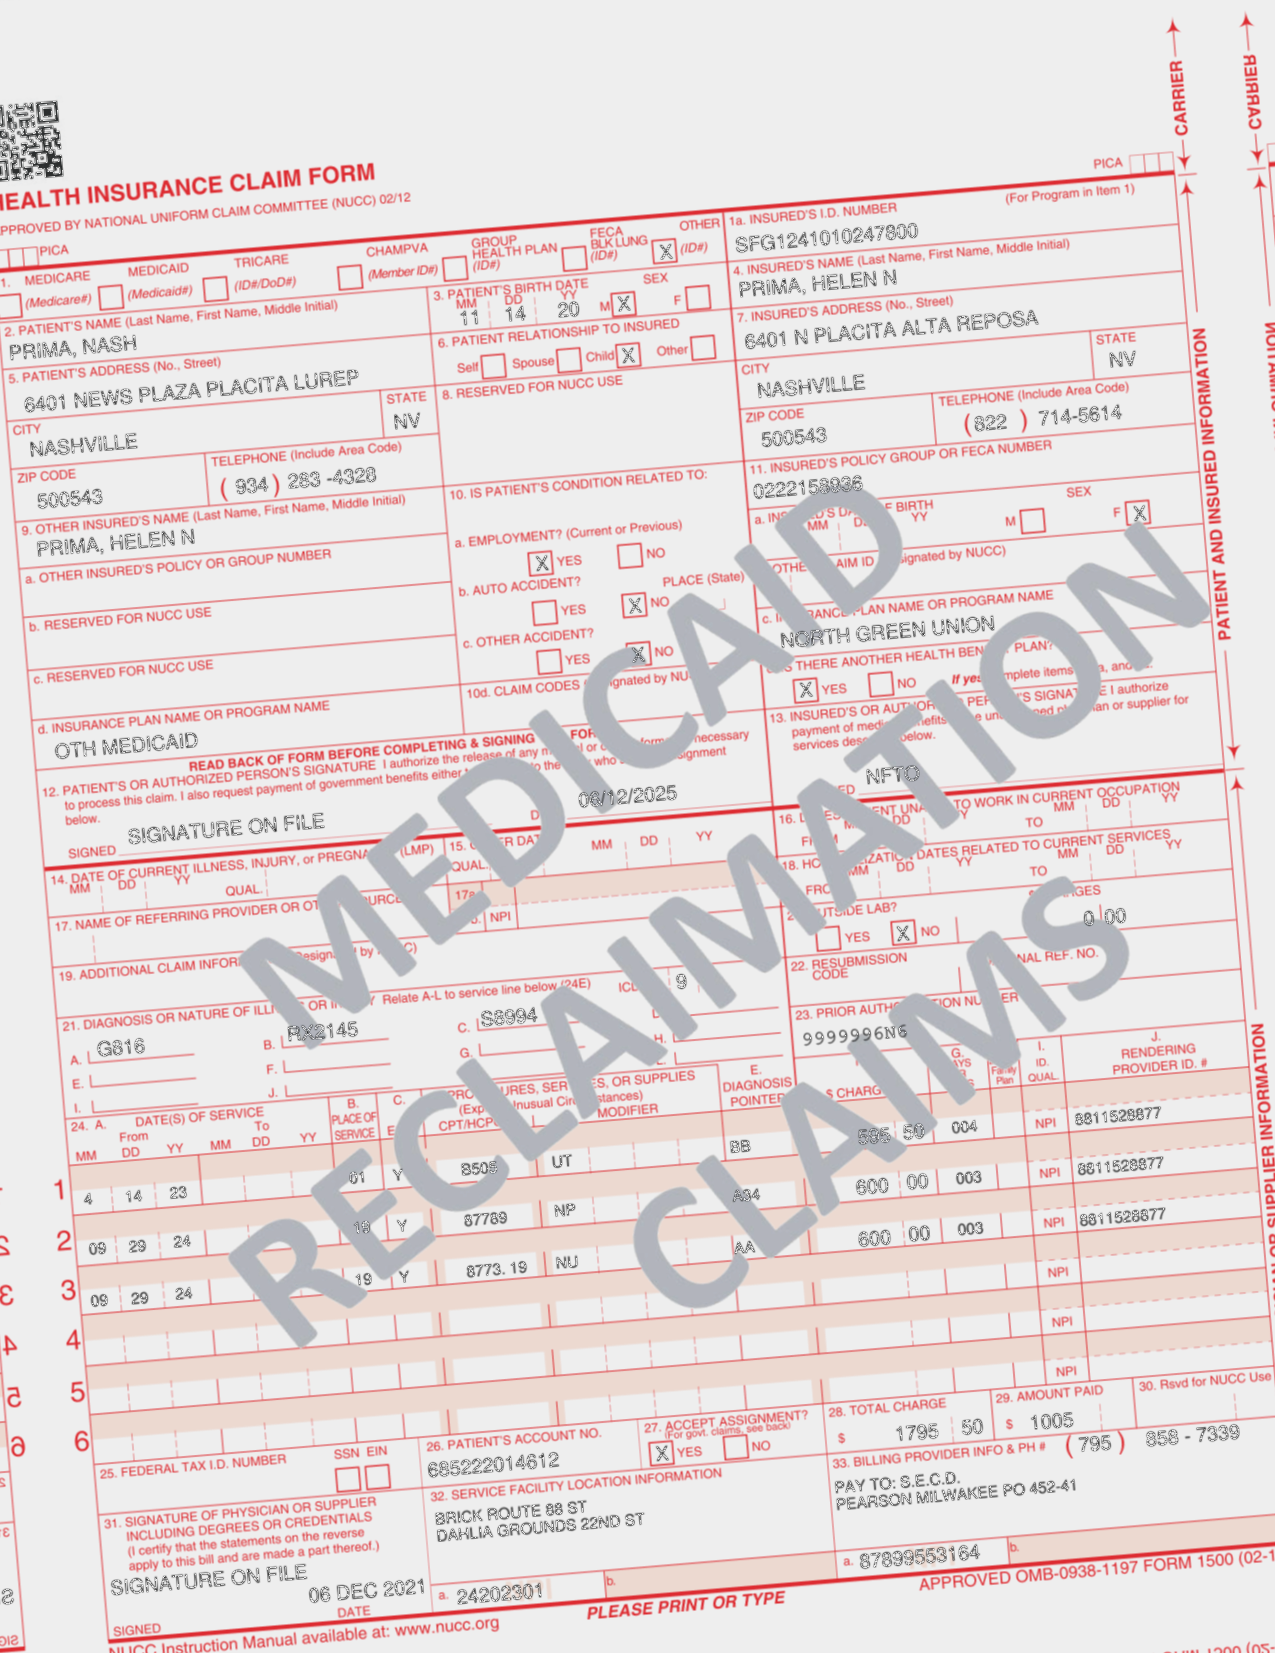 HEALTH INSURANCE CLAIM FORM
APPROVED BY NATIONAL UNIFORM CLAIM COMMITTEE (NUCC) 02/12
PICA
PICA
CARRIER
CARRIER
1. MEDICARE MEDICAID TRICARE CHAMPVA GROUP HEALTH PLAN FECA BLK LUNG OTHER
(Medicare#) (Medicaid#) (ID#/DoD#) (Member ID#) (ID#) (ID#) X (ID#)
1a. INSURED'S I.D. NUMBER (For Program in Item 1)
SFG1241010247800
2. PATIENT'S NAME (Last Name, First Name, Middle Initial)
PRIMA, NASH
3. PATIENT'S BIRTH DATE SEX
MM DD YY
11 14 20 M X F
4. INSURED'S NAME (Last Name, First Name, Middle Initial)
PRIMA, HELEN N
5. PATIENT'S ADDRESS (No., Street)
6401 NEWS PLAZA PLACITA LUREP
6. PATIENT RELATIONSHIP TO INSURED
Self Spouse Child X Other
7. INSURED'S ADDRESS (No., Street)
6401 N PLACITA ALTA REPOSA
CITY STATE
NASHVILLE NV
8. RESERVED FOR NUCC USE
CITY STATE
NASHVILLE NV
ZIP CODE TELEPHONE (Include Area Code)
500543 (934) 283 -4328
ZIP CODE TELEPHONE (Include Area Code)
500543 (822 ) 714-5614
9. OTHER INSURED'S NAME (Last Name, First Name, Middle Initial)
PRIMA, HELEN N
10. IS PATIENT'S CONDITION RELATED TO:
11. INSURED'S POLICY GROUP OR FECA NUMBER
0222158936
a. OTHER INSURED'S POLICY OR GROUP NUMBER
a. EMPLOYMENT? (Current or Previous)
X YES NO
a. INSURED'S DATE OF BIRTH SEX
MM DD YY M F X
b. RESERVED FOR NUCC USE
b. AUTO ACCIDENT? PLACE (State)
YES X NO
OTHER CLAIM ID (Designated by NUCC)
c. RESERVED FOR NUCC USE
c. OTHER ACCIDENT?
YES X NO
c. INSURANCE PLAN NAME OR PROGRAM NAME
NORTH GREEN UNION
d. INSURANCE PLAN NAME OR PROGRAM NAME
OTH MEDICAID
10d. CLAIM CODES (Designated by NUCC)
IS THERE ANOTHER HEALTH BENEFIT PLAN?
X YES NO If yes, complete items
READ BACK OF FORM BEFORE COMPLETING & SIGNING THIS FORM.
12. PATIENT'S OR AUTHORIZED PERSON'S SIGNATURE I authorize the release of any medical or other information necessary
to process this claim. I also request payment of government benefits either to the who assignment
below.
SIGNED SIGNATURE ON FILE 06/12/2025
13. INSURED'S OR AUTHORIZED PERSON'S SIGNATURE I authorize
payment of medical benefits to the undersigned physician or supplier for
services described below.
NFTO
14. DATE OF CURRENT ILLNESS, INJURY, or PREGNANCY (LMP)
MM DD YY QUAL.
15. OTHER DATE
QUAL. MM DD YY
16. DATES PATIENT UNABLE TO WORK IN CURRENT OCCUPATION
MM DD YY MM DD YY
FROM TO
17. NAME OF REFERRING PROVIDER OR OTHER SOURCE
17a.
NPI
18. HOSPITALIZATION DATES RELATED TO CURRENT SERVICES
MM DD YY MM DD YY
FROM TO
19. ADDITIONAL CLAIM INFORMATION (Designated by NUCC)
OUTSIDE LAB? $ CHARGES
YES X NO 0 00
21. DIAGNOSIS OR NATURE OF ILLNESS OR INJURY Relate A-L to service line below (24E) ICD 9
A. G816 B. RX2145 C. S8994
E. F. G. H.
I. J. L.
22. RESUBMISSION CODE ORIGINAL REF. NO.
23. PRIOR AUTHORIZATION NUMBER
9999996N6
24. A. DATE(S) OF SERVICE B. C. PROCEDURES, SERVICES, OR SUPPLIES E. G. I. J.
From To PLACE OF (Explain Unusual Circumstances) DIAGNOSIS ID. RENDERING
MM DD YY MM DD YY SERVICE CPT/HCPCS MODIFIER POINTER $ CHARGES Family Plan QUAL. PROVIDER ID. #
1 4 14 23 61 Y 8505 UT BB 595 50 004 NPI 8811528877
2 09 29 24 19 Y 87789 NP A34 600 00 003 NPI 8811528877
3 09 29 24 19 Y 8773. 19 NU AA 600 00 003 NPI 8811528877
4 NPI
5 NPI
6 NPI
25. FEDERAL TAX I.D. NUMBER SSN EIN
26. PATIENT'S ACCOUNT NO.
685222014612
27. ACCEPT ASSIGNMENT?
(For govt. claims, see back)
X YES NO
28. TOTAL CHARGE
$ 1795 50
29. AMOUNT PAID
$ 1005
30. Rsvd for NUCC Use
31. SIGNATURE OF PHYSICIAN OR SUPPLIER
INCLUDING DEGREES OR CREDENTIALS
(I certify that the statements on the reverse
apply to this bill and are made a part thereof.)
SIGNATURE ON FILE
06 DEC 2021
SIGNED DATE
32. SERVICE FACILITY LOCATION INFORMATION
BRICK ROUTE 88 ST
DAHLIA GROUNDS 22ND ST
a. 24202301 b.
33. BILLING PROVIDER INFO & PH # (795) 858 - 7339
PAY TO: S.E.C.D.
PEARSON MILWAKEE PO 452-41
a. 87899553164 b.
NUCC Instruction Manual available at: www.nucc.org
PLEASE PRINT OR TYPE
APPROVED OMB-0938-1197 FORM 1500 (02-1
PATIENT AND INSURED INFORMATION
OR SUPPLIER INFORMATION
MEDICAID
RECLAIMATION
CLAIMS